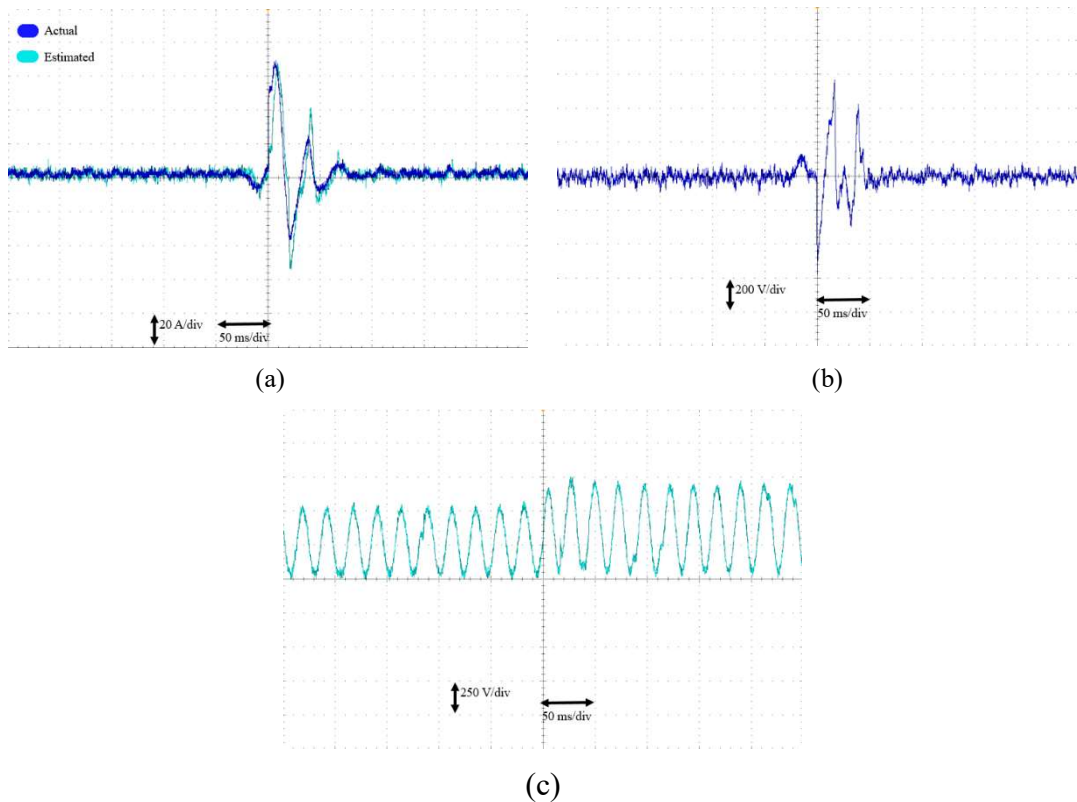 Actual
Estimated
20 A/div
50 ms/div
(a)
200 V/div
50 ms/div
(b)
250 V/div
50 ms/div
(c)